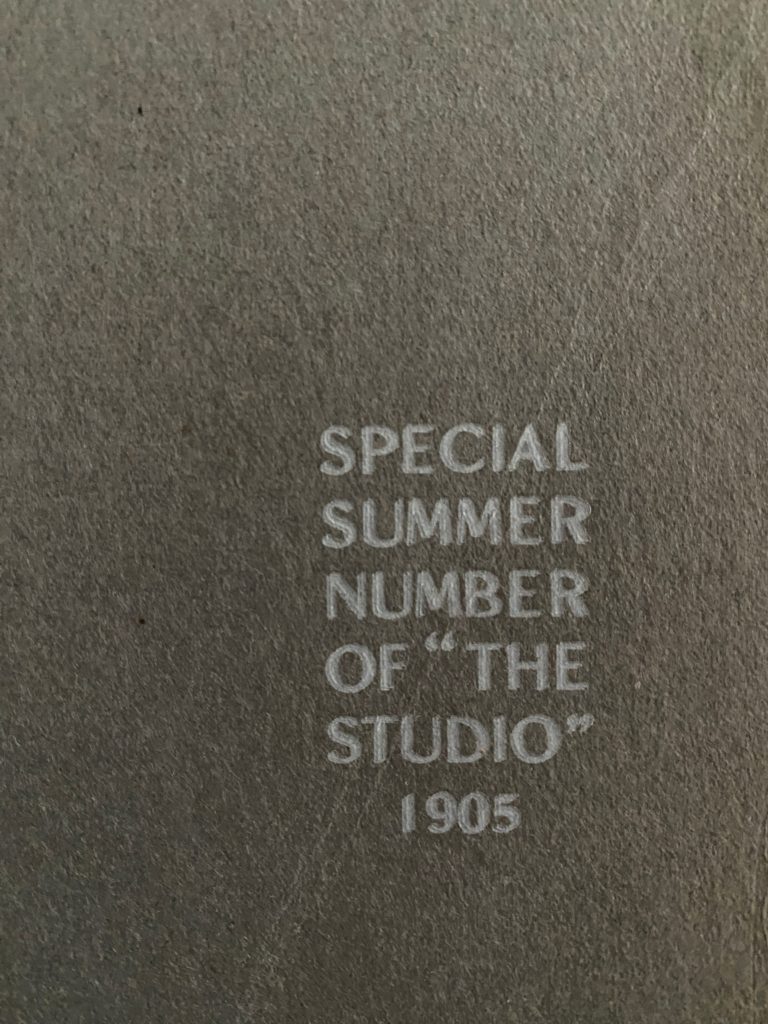 SPECIAL
SUMMER
NUMBER
OF “THE
STUDIO”
1905